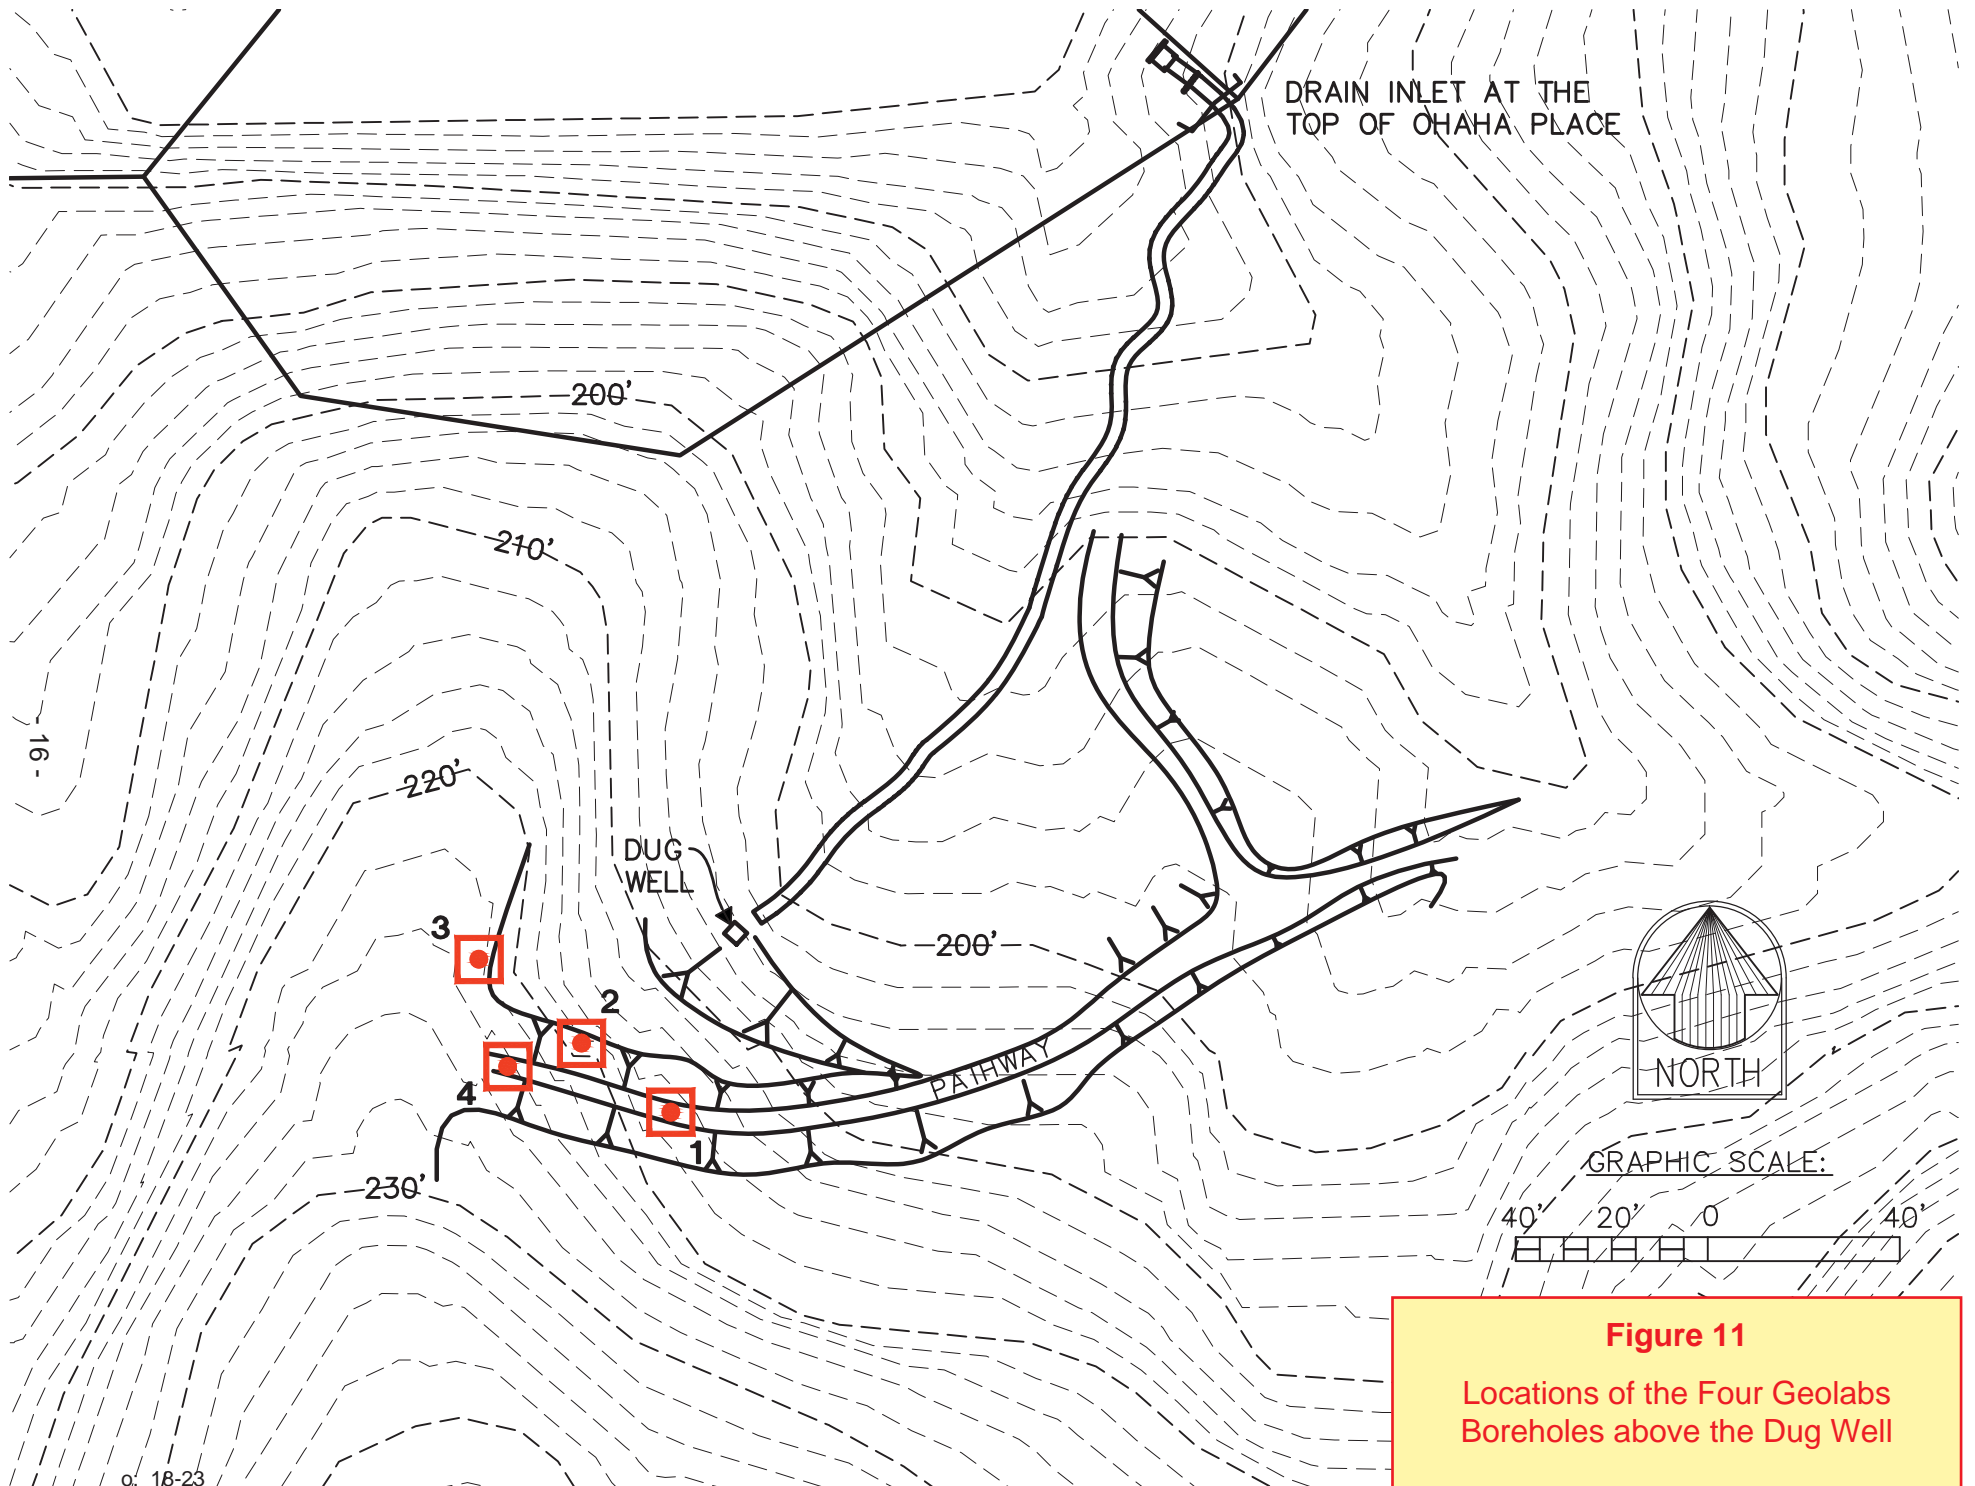 DRAIN INLET AT THE
TOP OF OHAHA PLACE
200'
210'
- 16 -
220'
DUG
WELL
3
200'
2
PATHWAY
4
1
NORTH
230'
GRAPHIC SCALE:
40' 20' 0 40'
Figure 11
Locations of the Four Geolabs
Boreholes above the Dug Well
o: 18-23